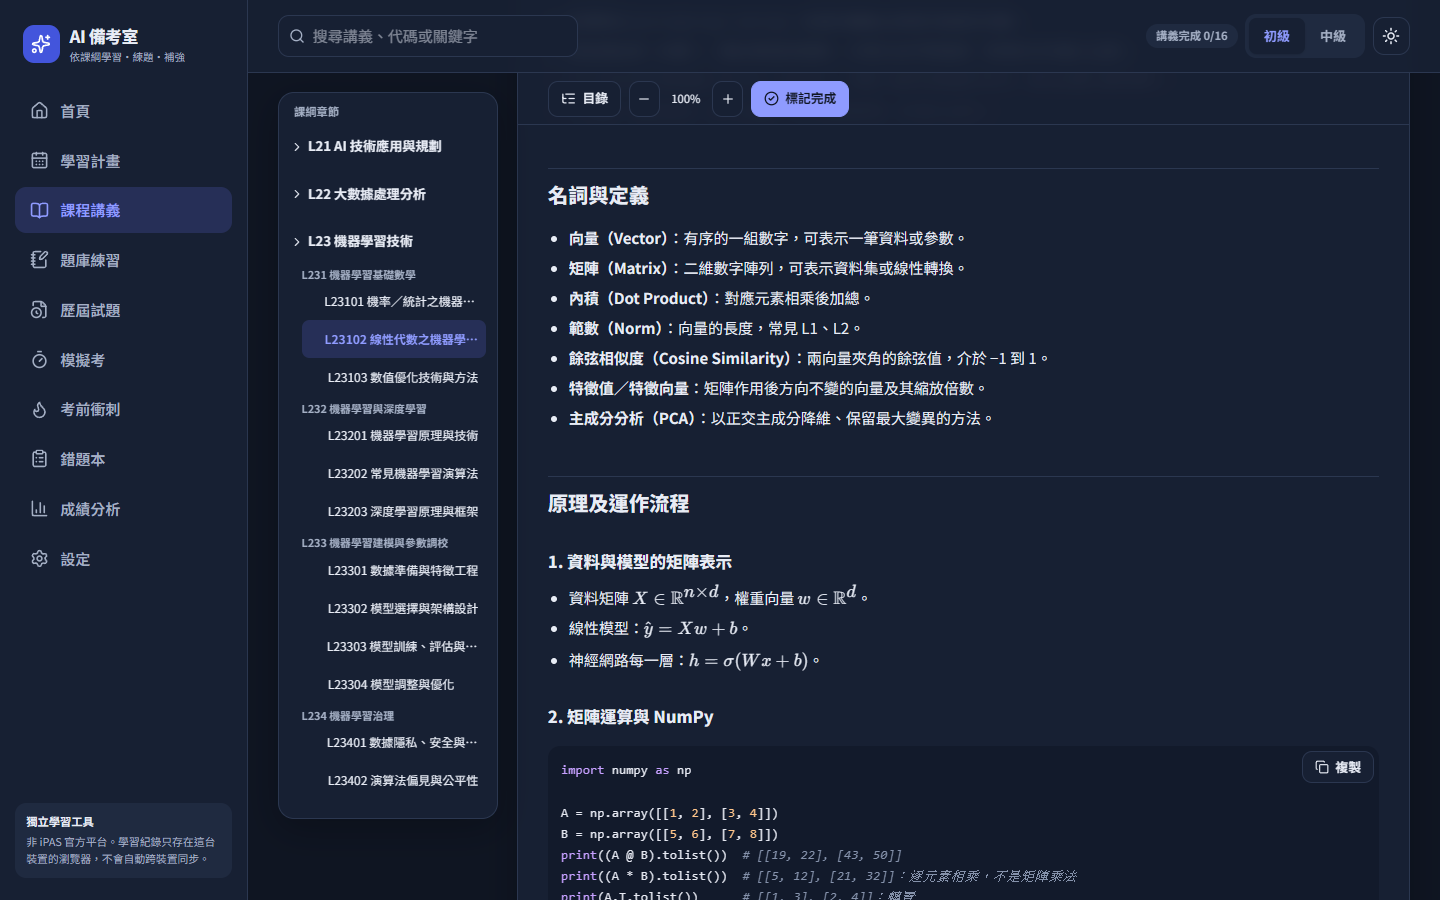 AI 備考室
依課綱學習・練題・補強
首頁
學習計畫
課程講義
題庫練習
歷屆試題
模擬考
考前衝刺
錯題本
成績分析
設定
獨立學習工具
非 iPAS 官方平台。學習紀錄只存在這台
裝置的瀏覽器，不會自動跨裝置同步。
搜尋講義、代碼或關鍵字
講義完成 0/16
初級
中級
課綱章節
L21 AI 技術應用與規劃
L22 大數據處理分析
L23 機器學習技術
L231 機器學習基礎數學
L23101 機率／統計之機器…
L23102 線性代數之機器學…
L23103 數值優化技術與方法
L232 機器學習與深度學習
L23201 機器學習原理與技術
L23202 常見機器學習演算法
L23203 深度學習原理與框架
L233 機器學習建模與參數調校
L23301 數據準備與特徵工程
L23302 模型選擇與架構設計
L23303 模型訓練、評估與…
L23304 模型調整與優化
L234 機器學習治理
L23401 數據隱私、安全與…
L23402 演算法偏見與公平性
目錄
100%
標記完成
名詞與定義
向量（Vector）：有序的一組數字，可表示一筆資料或參數。
矩陣（Matrix）：二維數字陣列，可表示資料集或線性轉換。
內積（Dot Product）：對應元素相乘後加總。
範數（Norm）：向量的長度，常見 L1、L2。
餘弦相似度（Cosine Similarity）：兩向量夾角的餘弦值，介於 −1 到 1。
特徵值／特徵向量：矩陣作用後方向不變的向量及其縮放倍數。
主成分分析（PCA）：以正交主成分降維、保留最大變異的方法。
原理及運作流程
1. 資料與模型的矩陣表示
資料矩陣 X ∈ ℝ^{n×d}，權重向量 w ∈ ℝ^d。
線性模型：ŷ = Xw + b。
神經網路每一層：h = σ(Wx + b)。
2. 矩陣運算與 NumPy
複製
import numpy as np
A = np.array([[1, 2], [3, 4]])
B = np.array([[5, 6], [7, 8]])
print((A @ B).tolist())  # [[19, 22], [43, 50]]
print((A * B).tolist())  # [[5, 12], [21, 32]]：逐元素相乘，不是矩陣乘法
print(A.T.tolist())      # [[1, 3], [2, 4]]：轉置